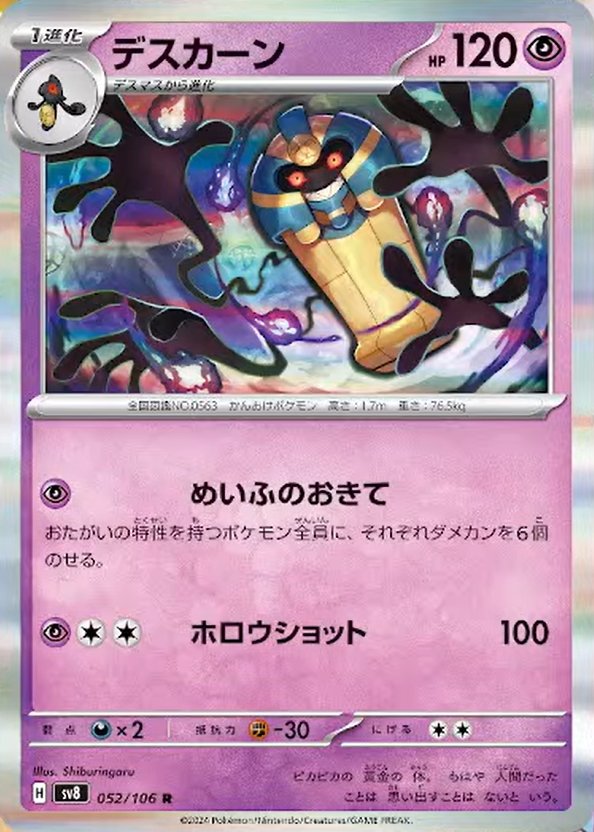 1進化
デスカーン
HP 120
デスマスから進化
全国図鑑NO.0563 かんおけポケモン 高さ:1.7m 重さ:76.5kg
めいふのおきて
おたがいの特性を持つポケモン全員に、それぞれダメカンを6個
のせる。
ホロウショット 100
弱点 ×2 抵抗力 -30 にげる
Illus. Shiburingaru
ピカピカの 黄金の 体。 もはや 人間だった
ことは 思い出すことは ないと いう。
H sv8 052/106 R
©2024 Pokémon/Nintendo/Creatures/GAME FREAK.